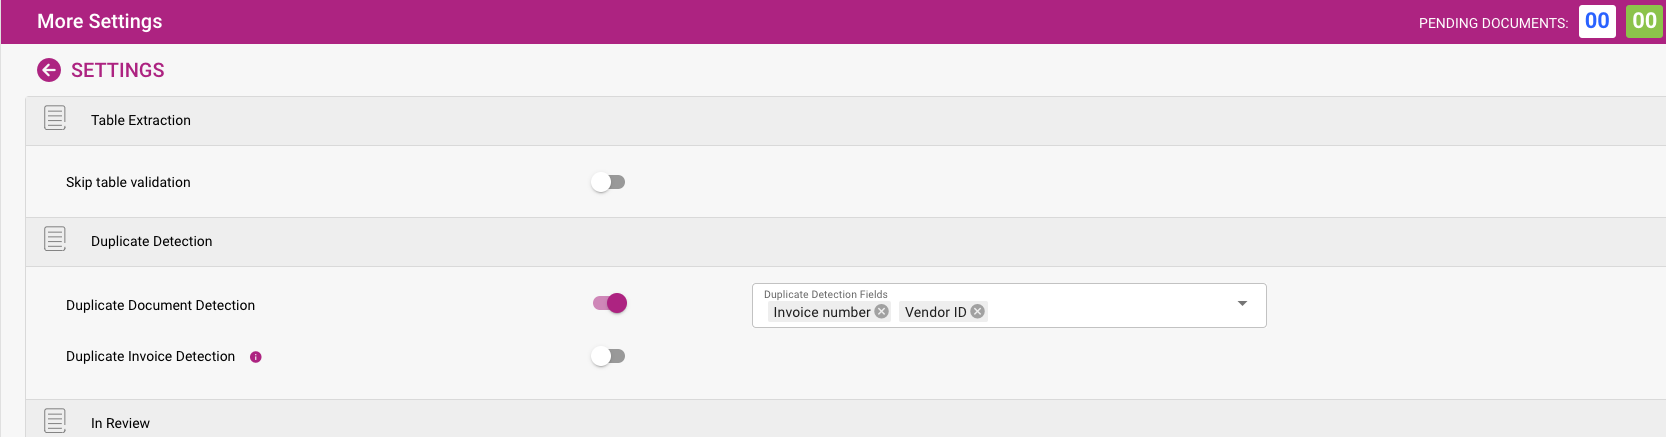 More Settings
PENDING DOCUMENTS: 00 00
SETTINGS
Table Extraction
Skip table validation
Duplicate Detection
Duplicate Document Detection
Duplicate Detection Fields
Invoice number Vendor ID
Duplicate Invoice Detection
In Review